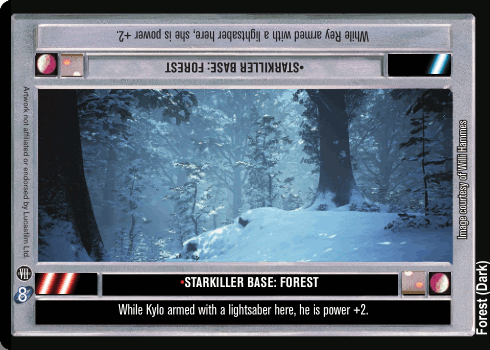 While Rey armed with a lightsaber here, she is power +2.
•STARKILLER BASE: FOREST
Artwork not affiliated or endorsed by Lucasfilm Ltd.
Image courtesy of Willi Hammes
VIII
8
•STARKILLER BASE: FOREST
While Kylo armed with a lightsaber here, he is power +2.
Forest (Dark)